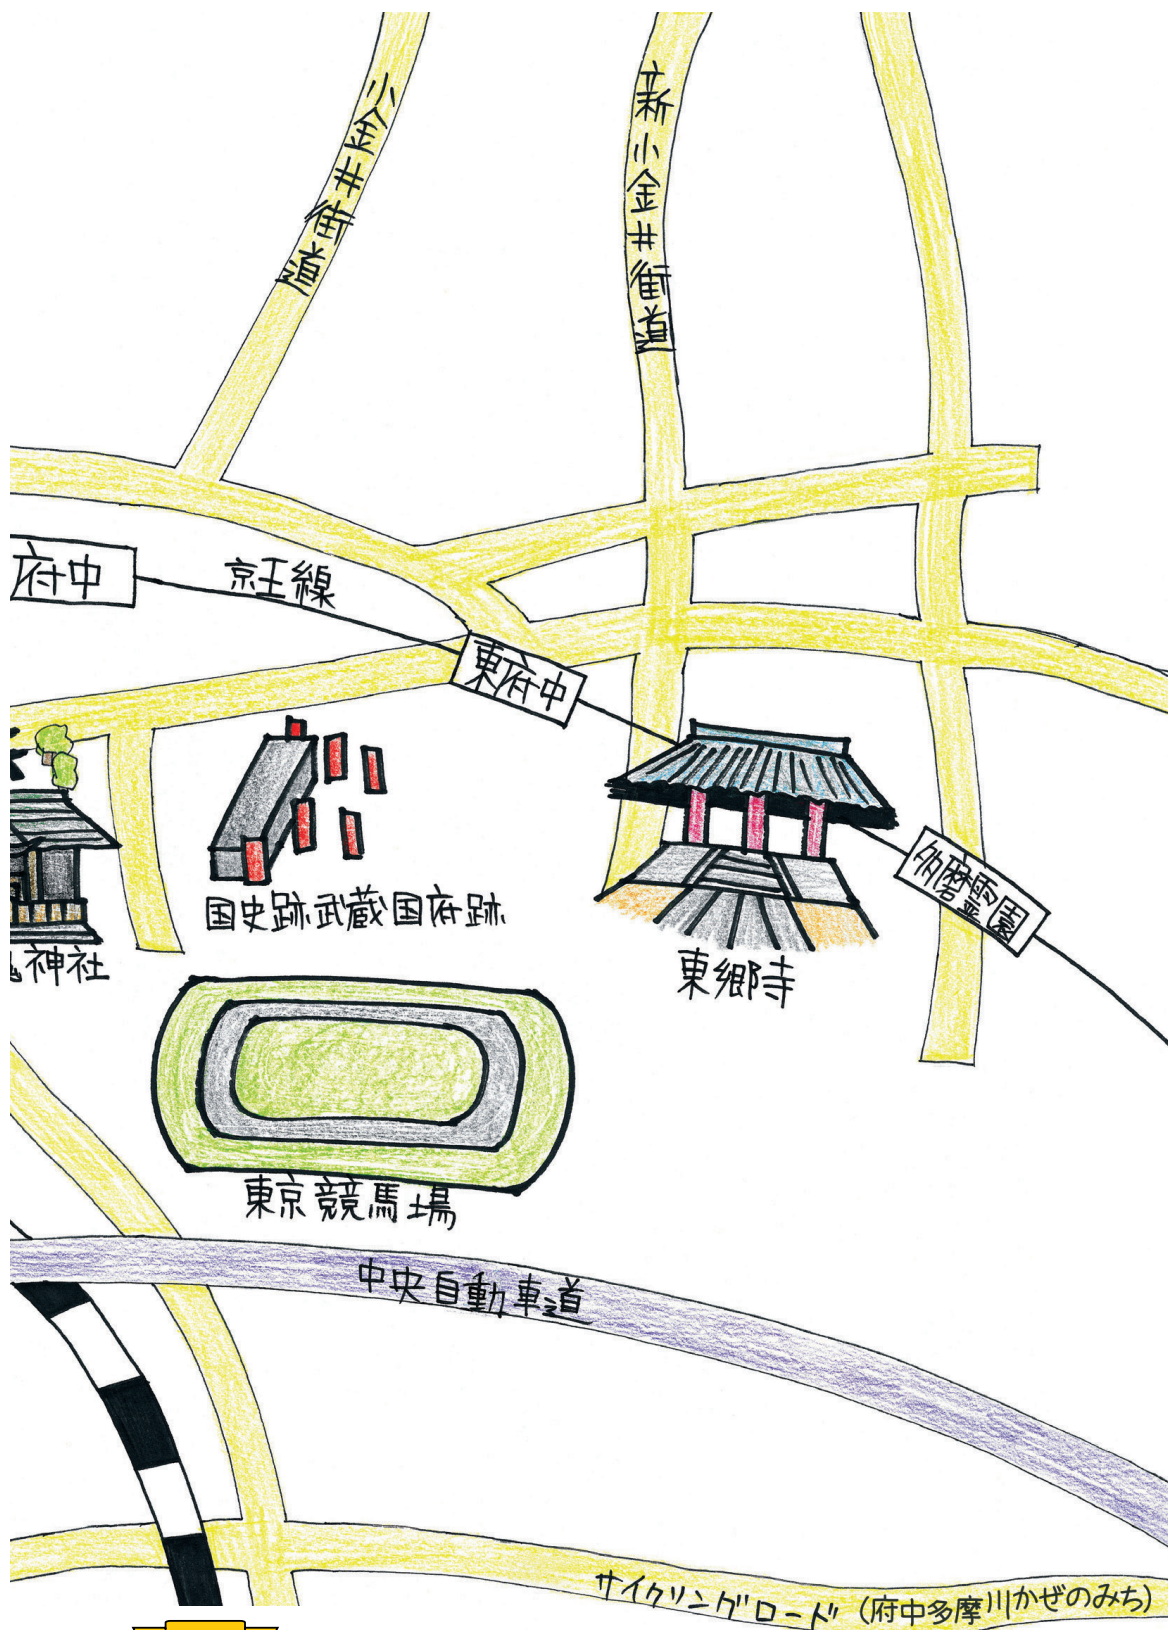 小金井街道
新小金井街道
府中
京王線
東府中
多磨霊園
国史跡武蔵国府跡
神社
東郷寺
東京競馬場
中央自動車道
サイクリングロード（府中多摩川かぜのみち）